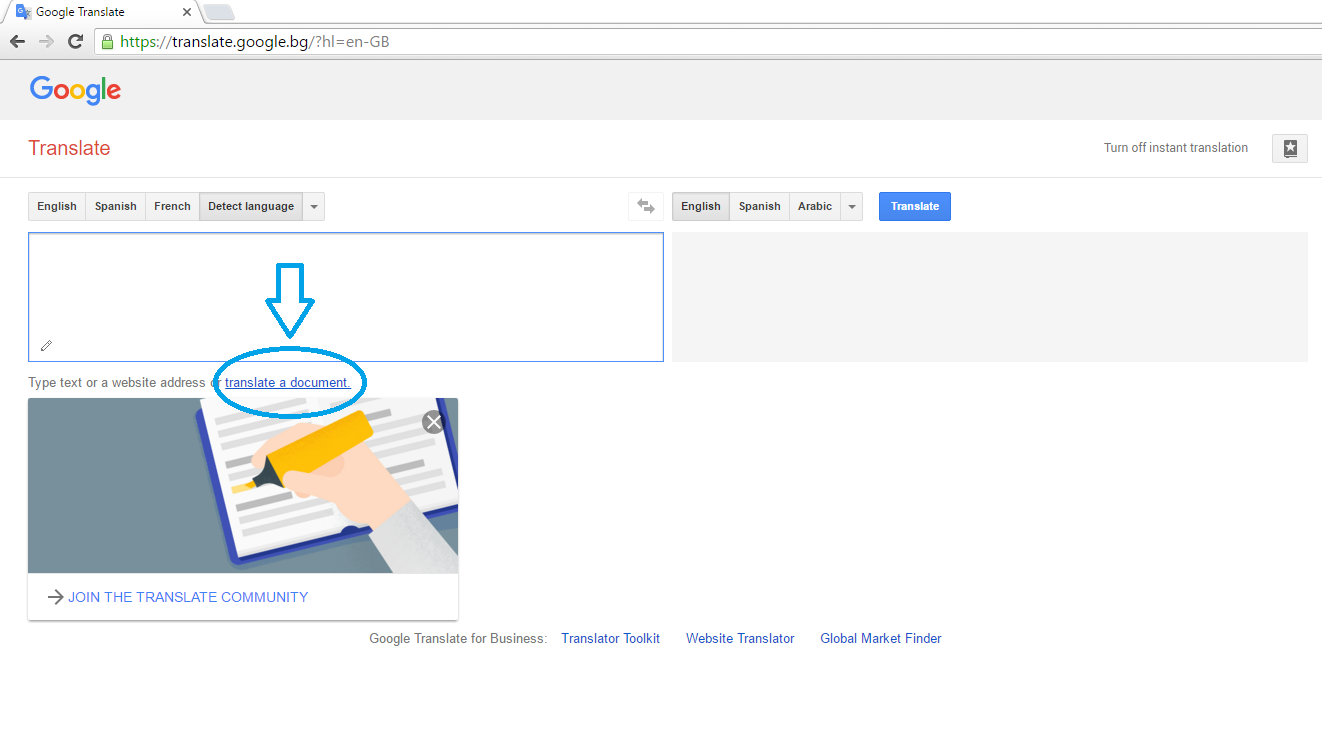 Google Translate
https://translate.google.bg/?hl=en-GB
Google
Translate
Turn off instant translation
English Spanish French Detect language
English Spanish Arabic Translate
Type text or a website address or translate a document.
JOIN THE TRANSLATE COMMUNITY
Google Translate for Business: Translator Toolkit Website Translator Global Market Finder